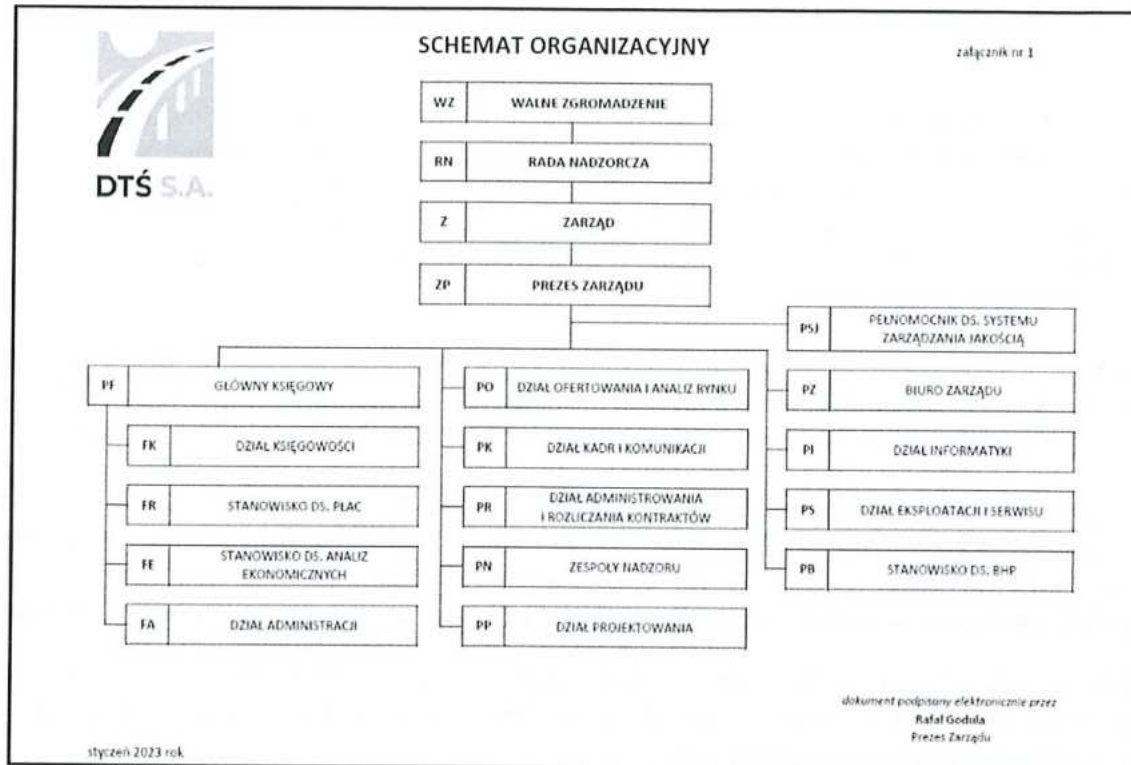 SCHEMAT ORGANIZACYJNY
załącznik nr 1
DTŚ S.A.
WZ WALNE ZGROMADZENIE
RN RADA NADZORCZA
Z ZARZĄD
ZP PREZES ZARZĄDU
PSJ PEŁNOMOCNIK DS. SYSTEMU
ZARZĄDZANIA JAKOŚCIĄ
PF GŁÓWNY KSIĘGOWY
FK DZIAŁ KSIĘGOWOŚCI
FR STANOWISKO DS. PŁAC
FE STANOWISKO DS. ANALIZ
EKONOMICZNYCH
FA DZIAŁ ADMINISTRACJI
PO DZIAŁ OFERTOWANIA I ANALIZ RYNKU
PK DZIAŁ KADR I KOMUNIKACJI
PR DZIAŁ ADMINISTROWANIA
I ROZLICZANIA KONTRAKTÓW
PN ZESPOŁY NADZORU
PP DZIAŁ PROJEKTOWANIA
PZ BIURO ZARZĄDU
PI DZIAŁ INFORMATYKI
PS DZIAŁ EKSPLOATACJI I SERWISU
PB STANOWISKO DS. BHP
dokument podpisany elektronicznie przez
Rafał Godula
Prezes Zarządu
styczeń 2023 rok